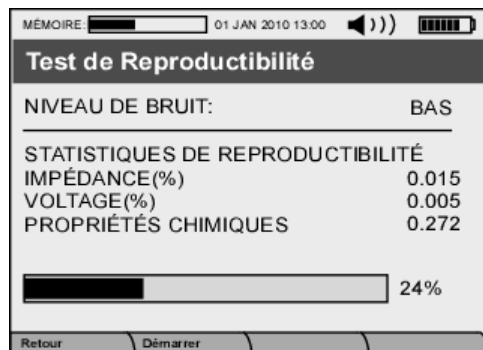 MÉMOIRE: 01 JAN 2010 13:00
Test de Reproductibilité
NIVEAU DE BRUIT: BAS
STATISTIQUES DE REPRODUCTIBILITÉ
IMPÉDANCE(%) 0.015
VOLTAGE(%) 0.005
PROPRIÉTÉS CHIMIQUES 0.272
24%
Retour Démarrer